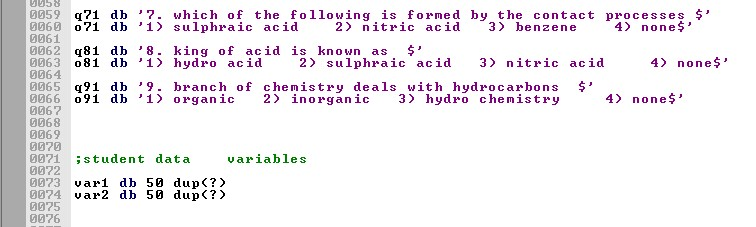 0058
0059 q71 db '7. which of the following is formed by the contact processes $'
0060 o71 db '1) sulphraic acid    2) nitric acid   3) benzene    4) none$'
0061
0062 q81 db '8. king of acid is known as  $'
0063 o81 db '1) hydro acid    2) sulphraic acid   3) nitric acid      4) none$'
0064
0065 q91 db '9. branch of chemistry deals with hydrocarbons  $'
0066 o91 db '1) organic   2) inorganic   3) hydro chemistry      4) none$'
0067
0068
0069
0070
0071 ;student data    variables
0072
0073 var1 db 50 dup(?)
0074 var2 db 50 dup(?)
0075
0076